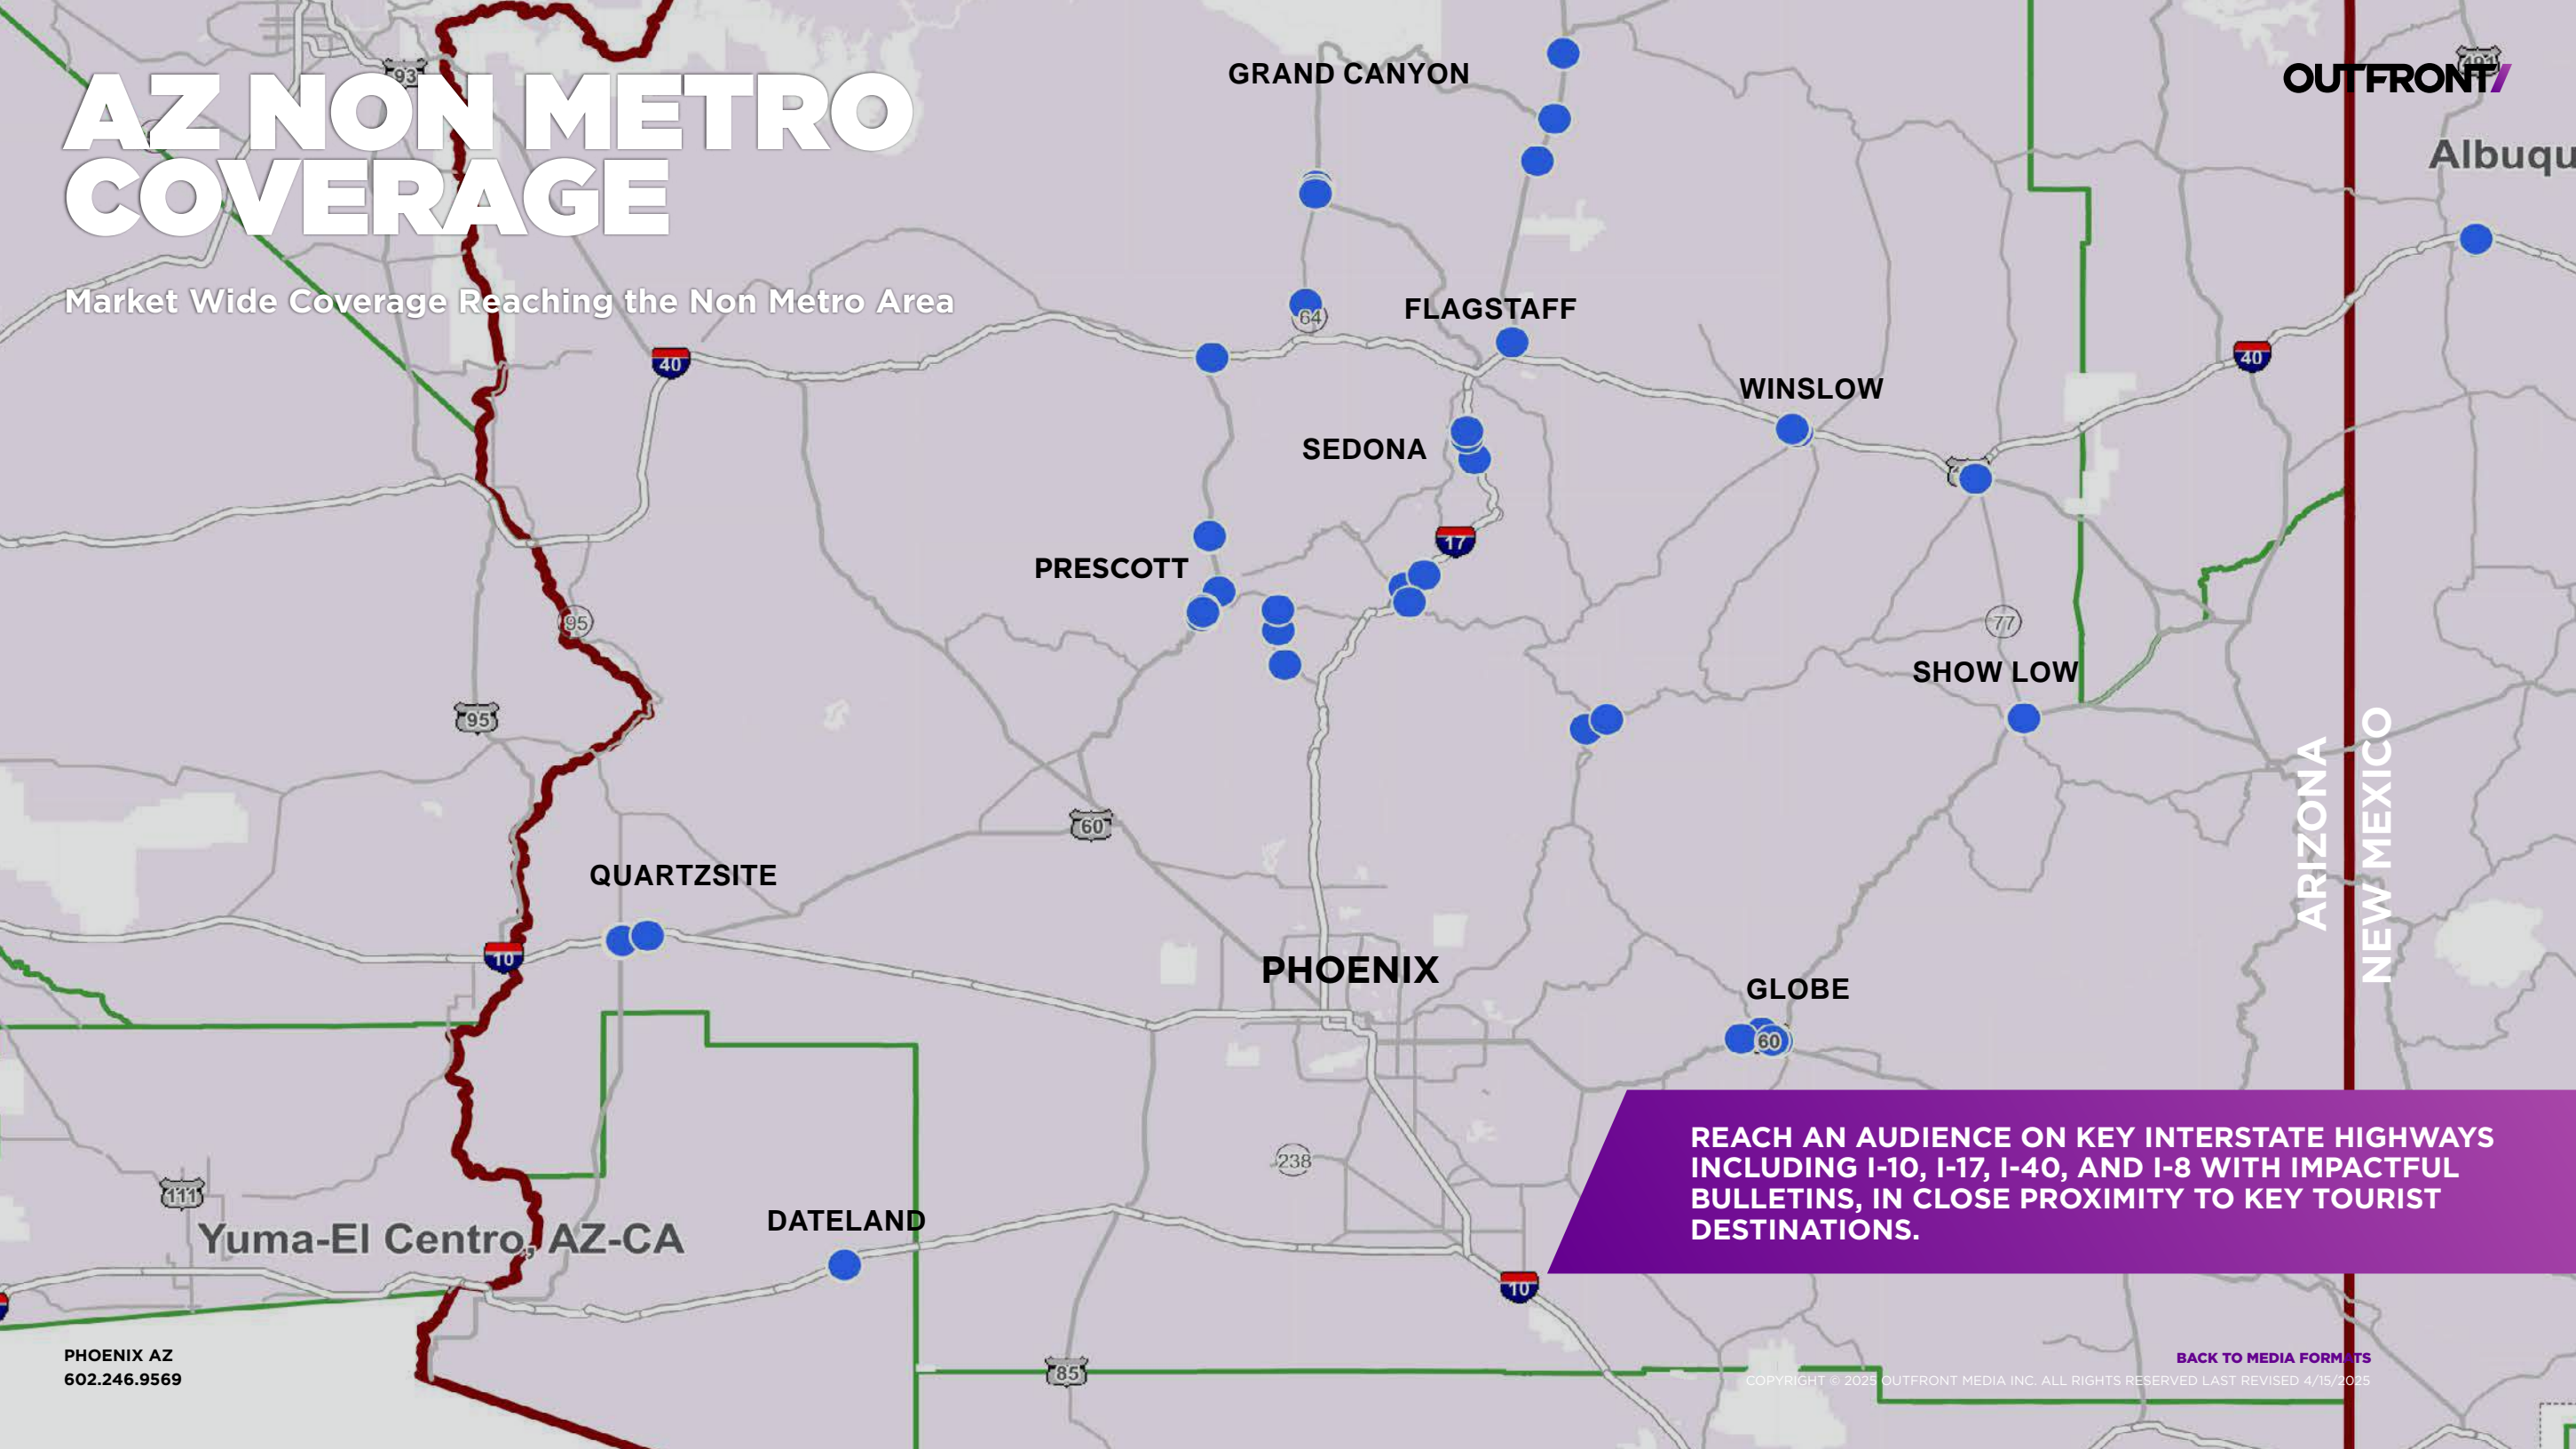 AZ NON METRO
COVERAGE
Market Wide Coverage Reaching the Non Metro Area
OUTFRONT/
93
GRAND CANYON
Albuqu
64
FLAGSTAFF
40
40
WINSLOW
SEDONA
17
PRESCOTT
95
77
SHOW LOW
95
60
ARIZONA
NEW MEXICO
QUARTZSITE
10
PHOENIX
GLOBE
60
REACH AN AUDIENCE ON KEY INTERSTATE HIGHWAYS
INCLUDING I-10, I-17, I-40, AND I-8 WITH IMPACTFUL
BULLETINS, IN CLOSE PROXIMITY TO KEY TOURIST
DESTINATIONS.
238
111
Yuma-El Centro, AZ-CA
DATELAND
10
85
PHOENIX AZ
602.246.9569
BACK TO MEDIA FORMATS
COPYRIGHT © 2025 OUTFRONT MEDIA INC. ALL RIGHTS RESERVED LAST REVISED 4/15/2025